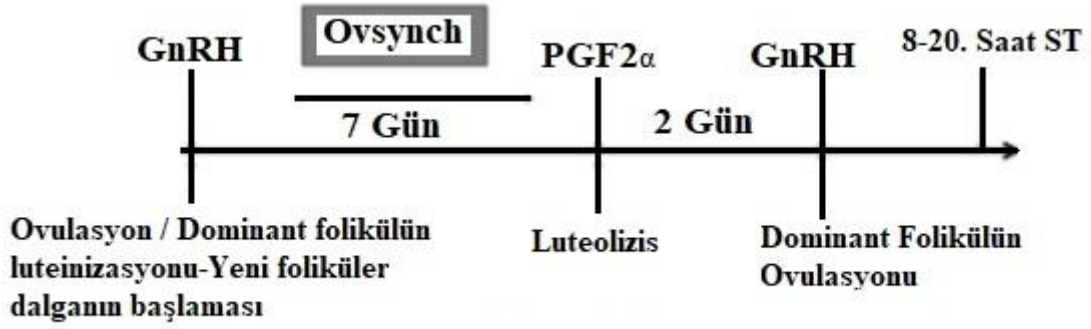 GnRH
Ovsynch
PGF2α
GnRH
8-20. Saat ST
7 Gün
2 Gün
Ovulasyon / Dominant folikülün
luteinizasyonu-Yeni foliküler
dalganın başlaması
Luteolizis
Dominant Folikülün
Ovulasyonu